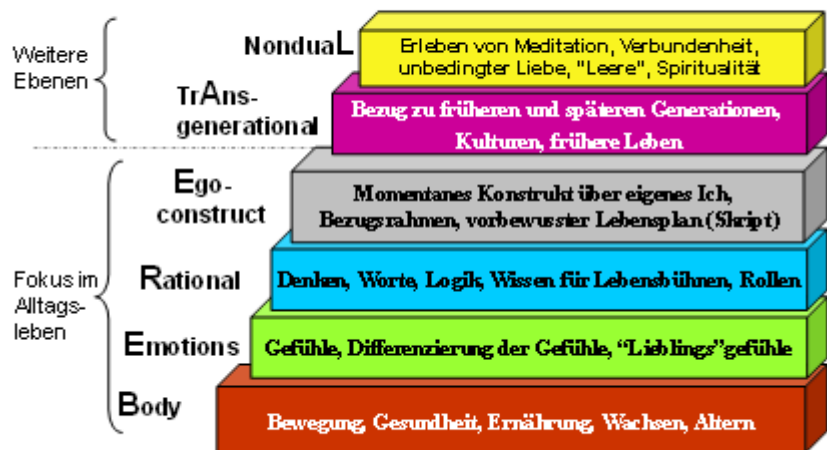 Weitere
Ebenen
NonduaL
Erleben von Meditation, Verbundenheit,
unbedingter Liebe, "Leere", Spiritualität
TrAns-
generational
Bezug zu früheren und späteren Generationen,
Kulturen, frühere Leben
Fokus im
Alltags-
leben
Ego-
construct
Momentanes Konstrukt über eigenes Ich,
Bezugsrahmen, vorbewusster Lebensplan (Skript)
Rational
Denken, Worte, Logik, Wissen für Lebensbühnen, Rollen
Emotions
Gefühle, Differenzierung der Gefühle, “Lieblings”gefühle
Body
Bewegung, Gesundheit, Ernährung, Wachsen, Altern